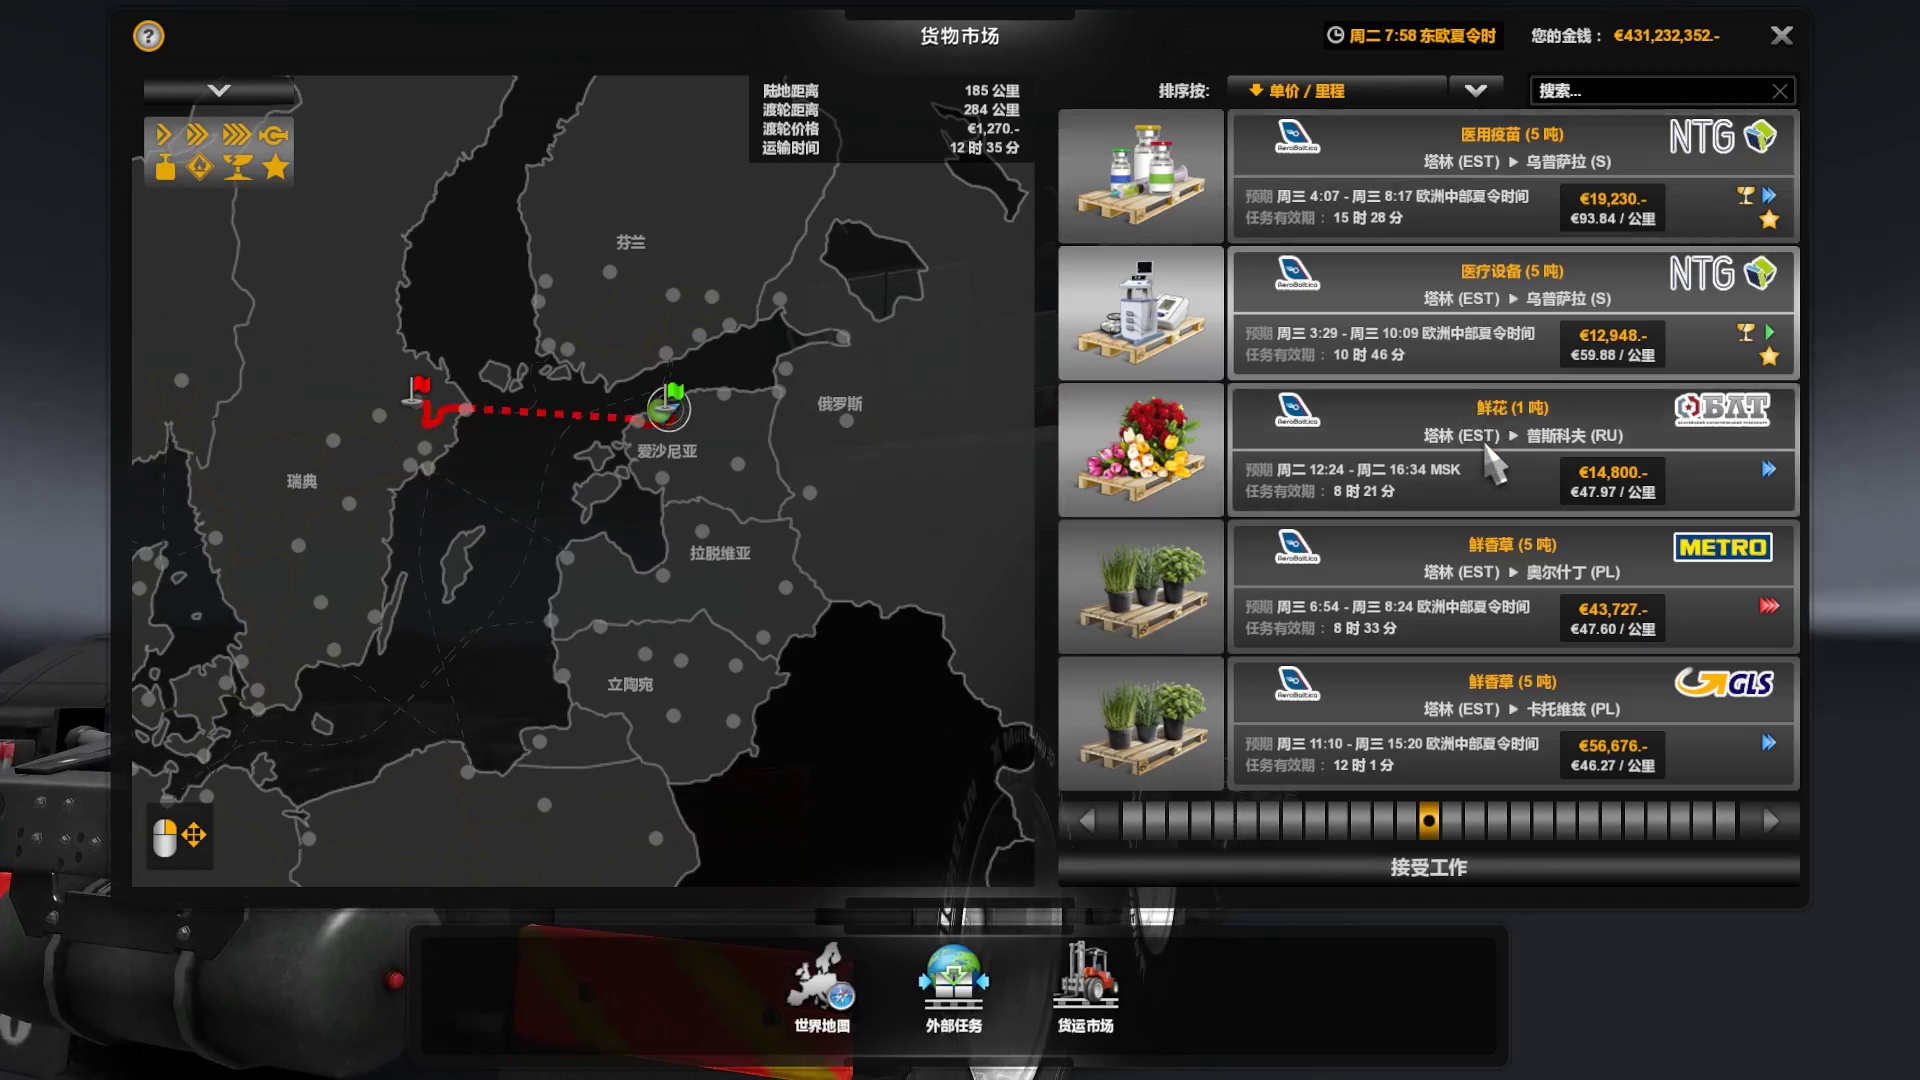 货物市场
周二 7:58 东欧夏令时
您的金钱： €431,232,352.-
陆地距离 185 公里
渡轮距离 284 公里
渡轮价格 €1,270.-
运输时间 12 时 35 分
芬兰
俄罗斯
爱沙尼亚
瑞典
拉脱维亚
立陶宛
排序按:
单价 / 里程
搜索...
AeroBaltica
医用疫苗 (5 吨)
NTG
塔林 (EST) 乌普萨拉 (S)
预期 周三 4:07 - 周三 8:17 欧洲中部夏令时间
任务有效期： 15 时 28 分
€19,230.-
€93.84 / 公里
AeroBaltica
医疗设备 (5 吨)
NTG
塔林 (EST) 乌普萨拉 (S)
预期 周三 3:29 - 周三 10:09 欧洲中部夏令时间
任务有效期： 10 时 46 分
€12,948.-
€59.88 / 公里
AeroBaltica
鲜花 (1 吨)
БАТ
塔林 (EST) 普斯科夫 (RU)
预期 周二 12:24 - 周二 16:34 MSK
任务有效期： 8 时 21 分
€14,800.-
€47.97 / 公里
AeroBaltica
鲜香草 (5 吨)
METRO
塔林 (EST) 奥尔什丁 (PL)
预期 周三 6:54 - 周三 8:24 欧洲中部夏令时间
任务有效期： 8 时 33 分
€43,727.-
€47.60 / 公里
AeroBaltica
鲜香草 (5 吨)
GLS
塔林 (EST) 卡托维兹 (PL)
预期 周三 11:10 - 周三 15:20 欧洲中部夏令时间
任务有效期： 12 时 1 分
€56,676.-
€46.27 / 公里
接受工作
世界地图
外部任务
货运市场